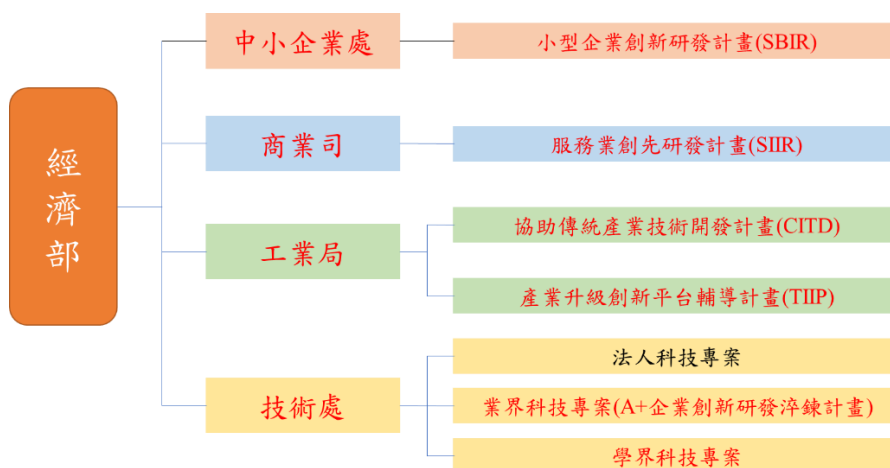 經濟部
中小企業處
小型企業創新研發計畫(SBIR)
商業司
服務業創先研發計畫(SIIR)
工業局
協助傳統產業技術開發計畫(CITD)
產業升級創新平台輔導計畫(TIIP)
技術處
法人科技專案
業界科技專案(A+企業創新研發淬鍊計畫)
學界科技專案